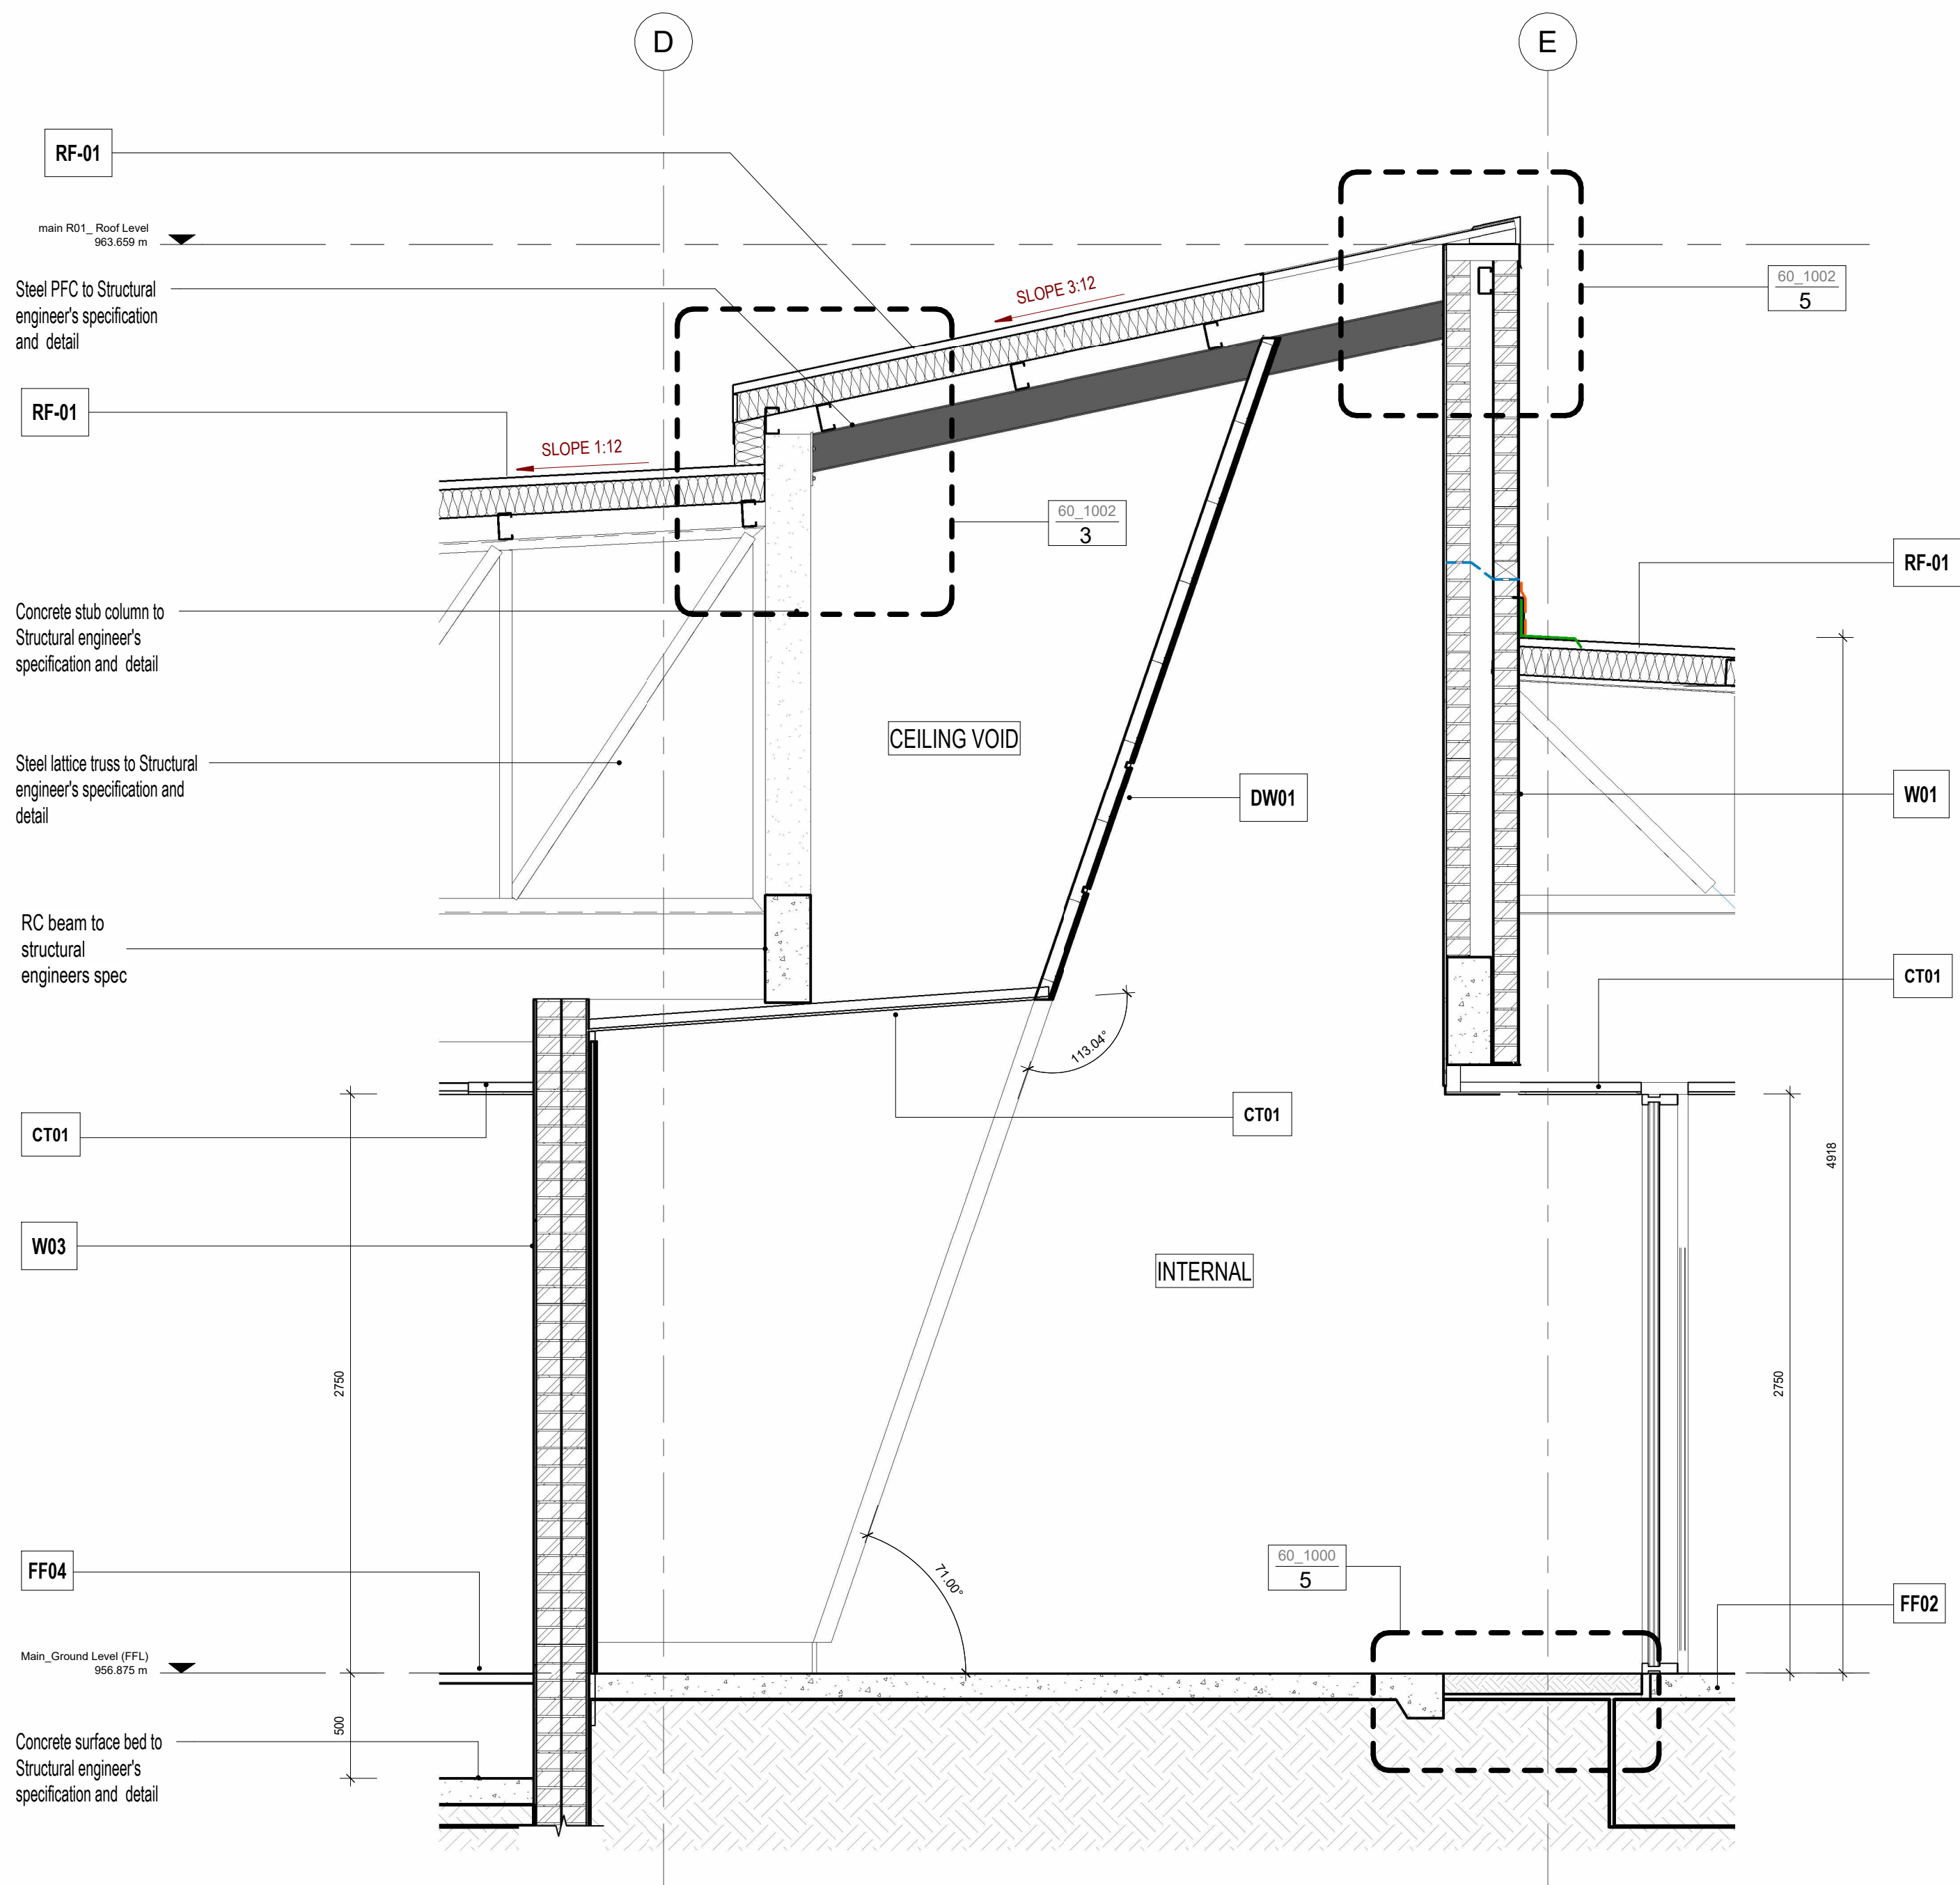 D
E
RF-01
main R01_ Roof Level
963.659 m
SLOPE 3:12
60_1002
5
Steel PFC to Structural
engineer's specification
and  detail
RF-01
SLOPE 1:12
60_1002
3
RF-01
Concrete stub column to
Structural engineer's
specification and  detail
CEILING VOID
Steel lattice truss to Structural
engineer's specification and
detail
DW01
W01
RC beam to
structural
engineers spec
CT01
113.04°
CT01
CT01
4918
W03
INTERNAL
2750
2750
FF04
71.00°
60_1000
5
FF02
Main_Ground Level (FFL)
956.875 m
500
Concrete surface bed to
Structural engineer's
specification and  detail